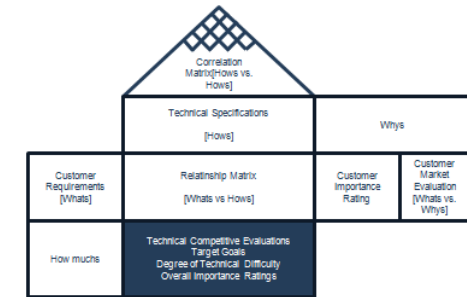 Correlation
Matrix[Hows vs.
Hows]
Technical Specifications
[Hows]
Whys
Customer
Requirements
[Whats]
Relatinship Matrix
[Whats vs Hows]
Customer
Importance
Rating
Customer
Market
Evaluation
[Whats vs.
Whys]
How muchs
Technical Competitive Evaluations
Target Goals
Degree of Technical Difficulty
Overall Importance Ratings